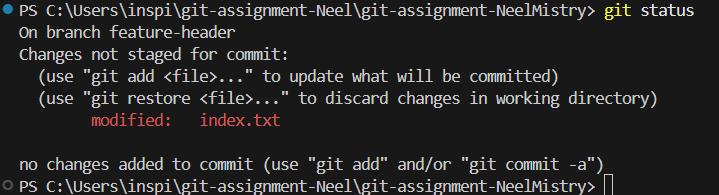 PS C:\Users\inspi\git-assignment-Neel\git-assignment-NeelMistry> git status
On branch feature-header
Changes not staged for commit:
  (use "git add <file>..." to update what will be committed)
  (use "git restore <file>..." to discard changes in working directory)
        modified:   index.txt

no changes added to commit (use "git add" and/or "git commit -a")
PS C:\Users\inspi\git-assignment-Neel\git-assignment-NeelMistry>